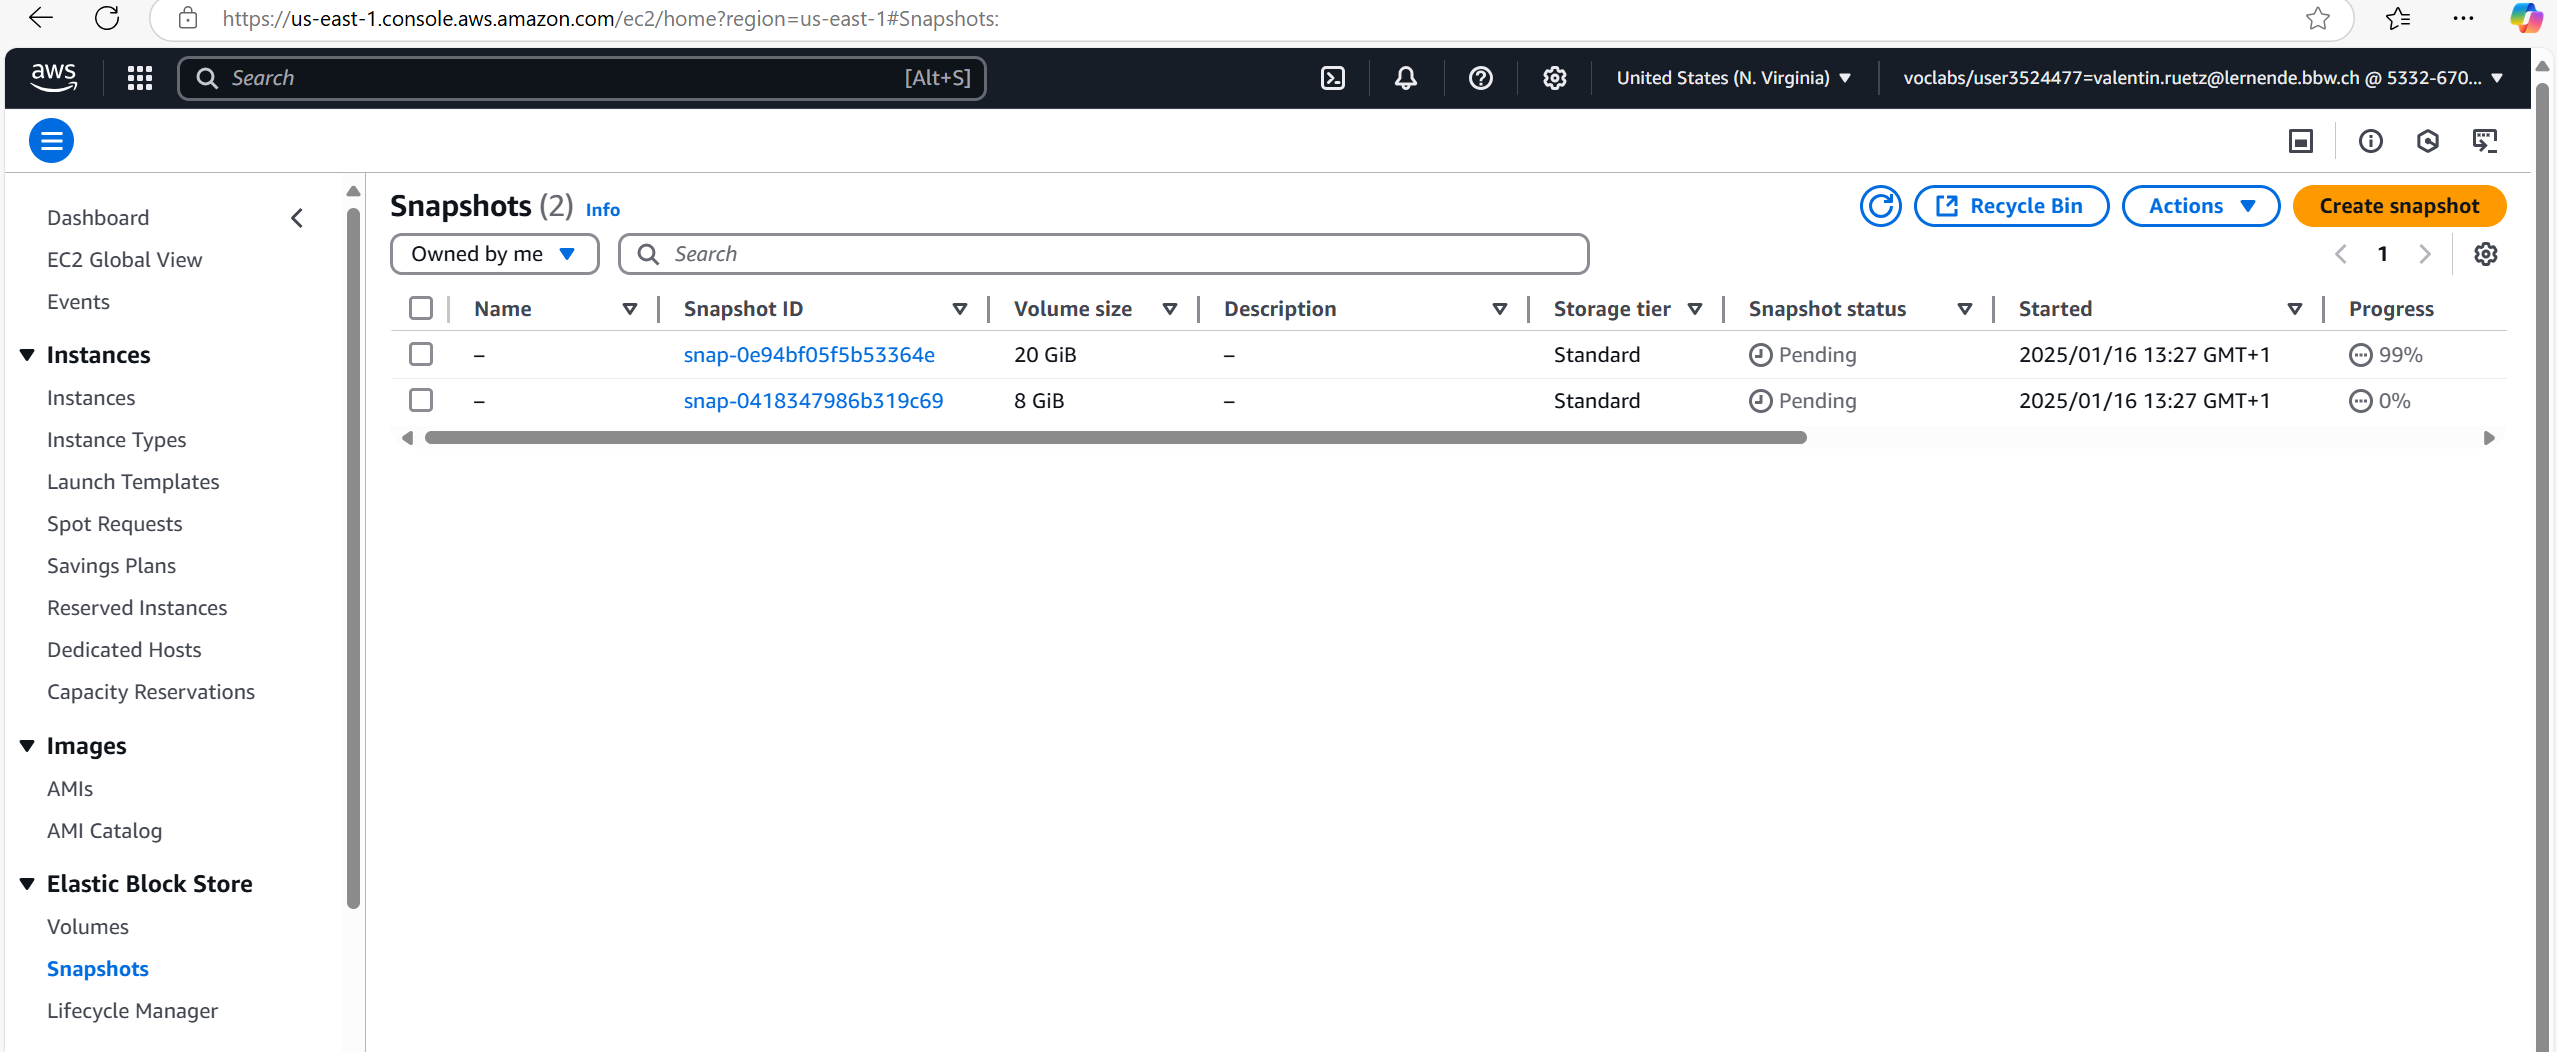 https://us-east-1.console.aws.amazon.com/ec2/home?region=us-east-1#Snapshots:
aws
Search [Alt+S]
United States (N. Virginia)
voclabs/user3524477=valentin.ruetz@lernende.bbw.ch @ 5332-670...
Dashboard
EC2 Global View
Events
Instances
Instances
Instance Types
Launch Templates
Spot Requests
Savings Plans
Reserved Instances
Dedicated Hosts
Capacity Reservations
Images
AMIs
AMI Catalog
Elastic Block Store
Volumes
Snapshots
Lifecycle Manager
Snapshots (2) Info
Recycle Bin
Actions
Create snapshot
Owned by me
Search
1
Name Snapshot ID Volume size Description Storage tier Snapshot status Started Progress
– snap-0e94bf05f5b53364e 20 GiB – Standard Pending 2025/01/16 13:27 GMT+1 99%
– snap-0418347986b319c69 8 GiB – Standard Pending 2025/01/16 13:27 GMT+1 0%